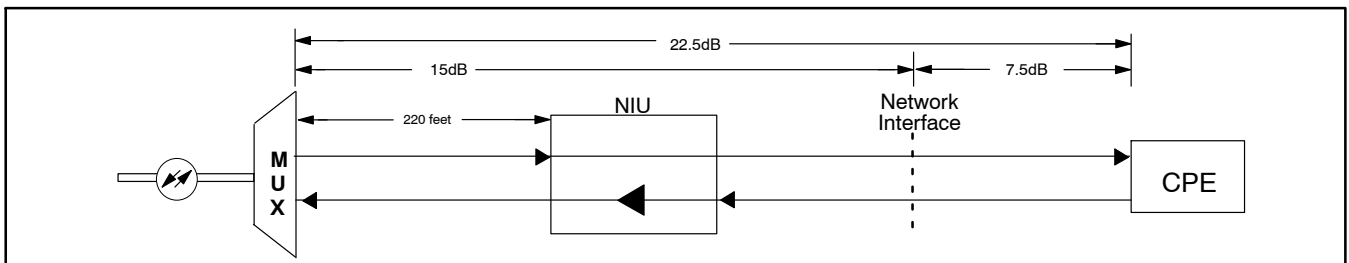 22.5dB
15dB
7.5dB
220 feet
NIU
Network
Interface
M
U
X
CPE